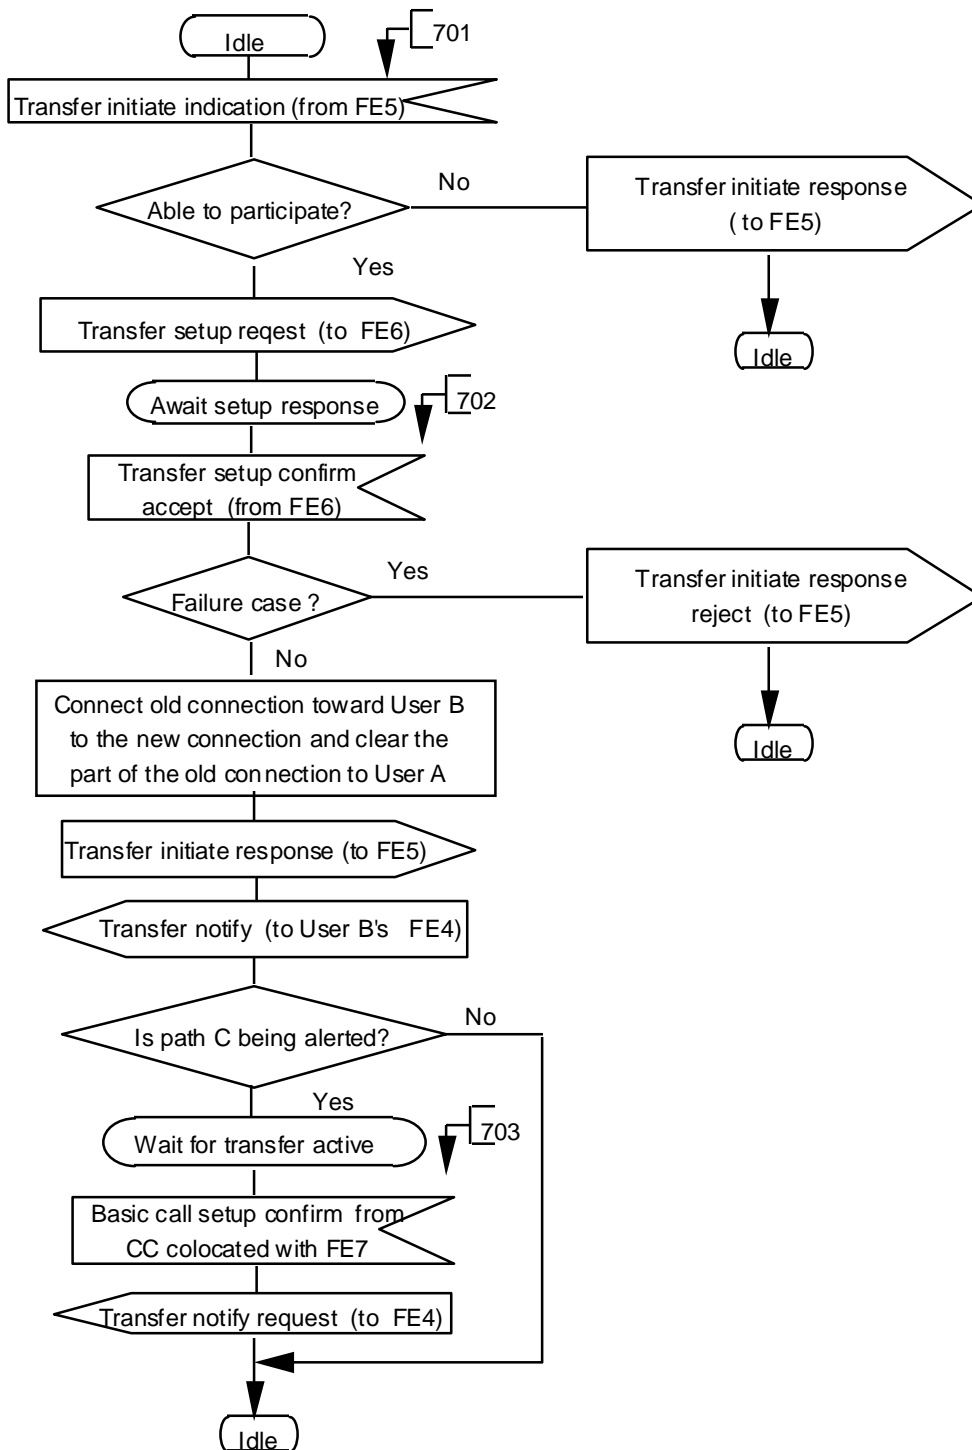 701
Idle
Transfer initiate indication (from FE5)
Able to participate?
No
Transfer initiate response
( to FE5)
Yes
Transfer setup reqest (to FE6)
Idle
Await setup response
702
Transfer setup confirm
accept (from FE6)
Failure case ?
Yes
Transfer initiate response
reject (to FE5)
No
Connect old connection toward User B
to the new connection and clear the
part of the old connection to User A
Idle
Transfer initiate response (to FE5)
Transfer notify (to User B's FE4)
Is path C being alerted?
No
Yes
Wait for transfer active
703
Basic call setup confirm from
CC colocated with FE7
Transfer notify request (to FE4)
Idle